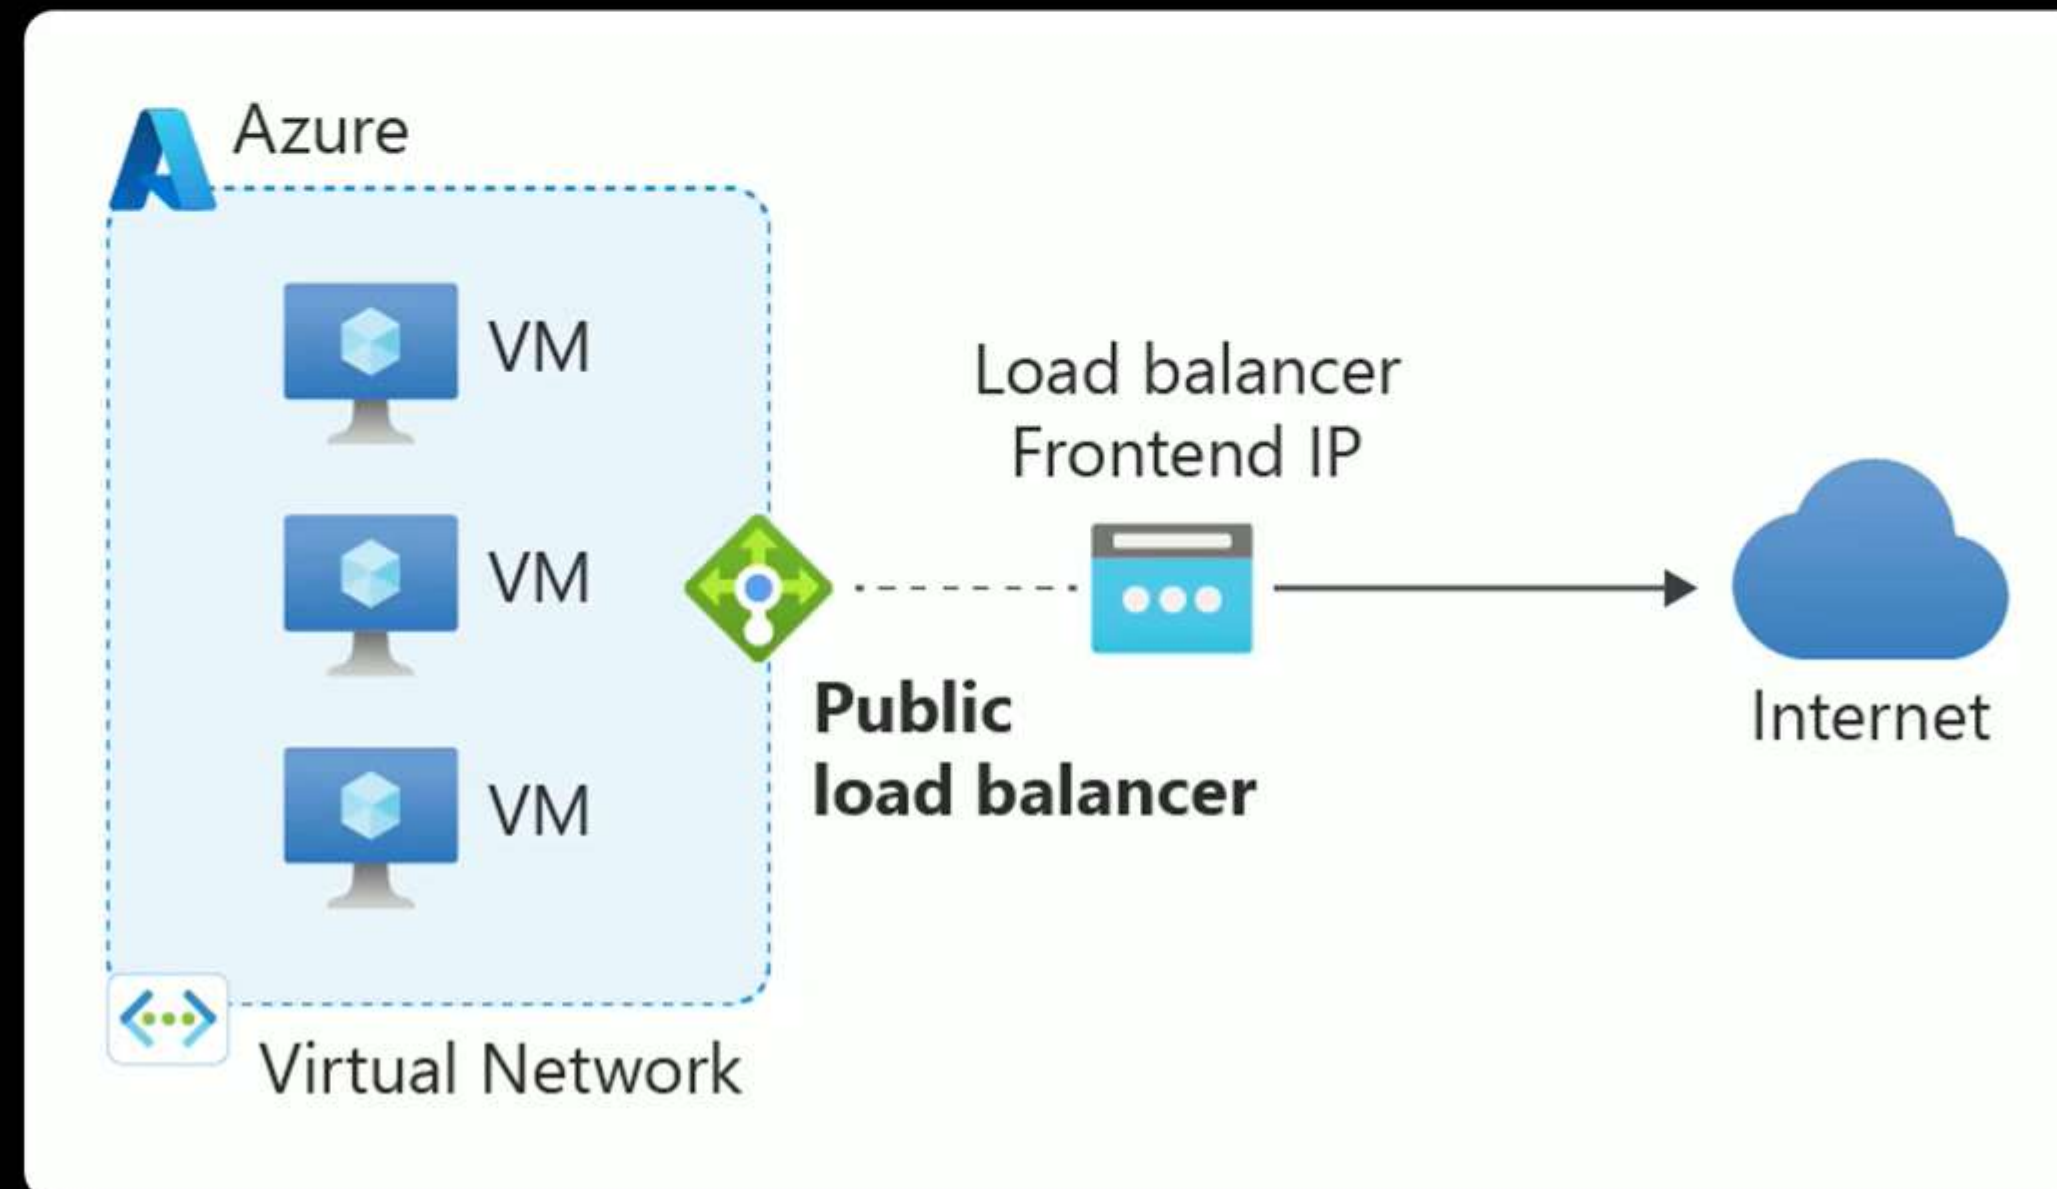 Azure
VM
VM
VM
Load balancer
Frontend IP
Public
load balancer
Internet
Virtual Network